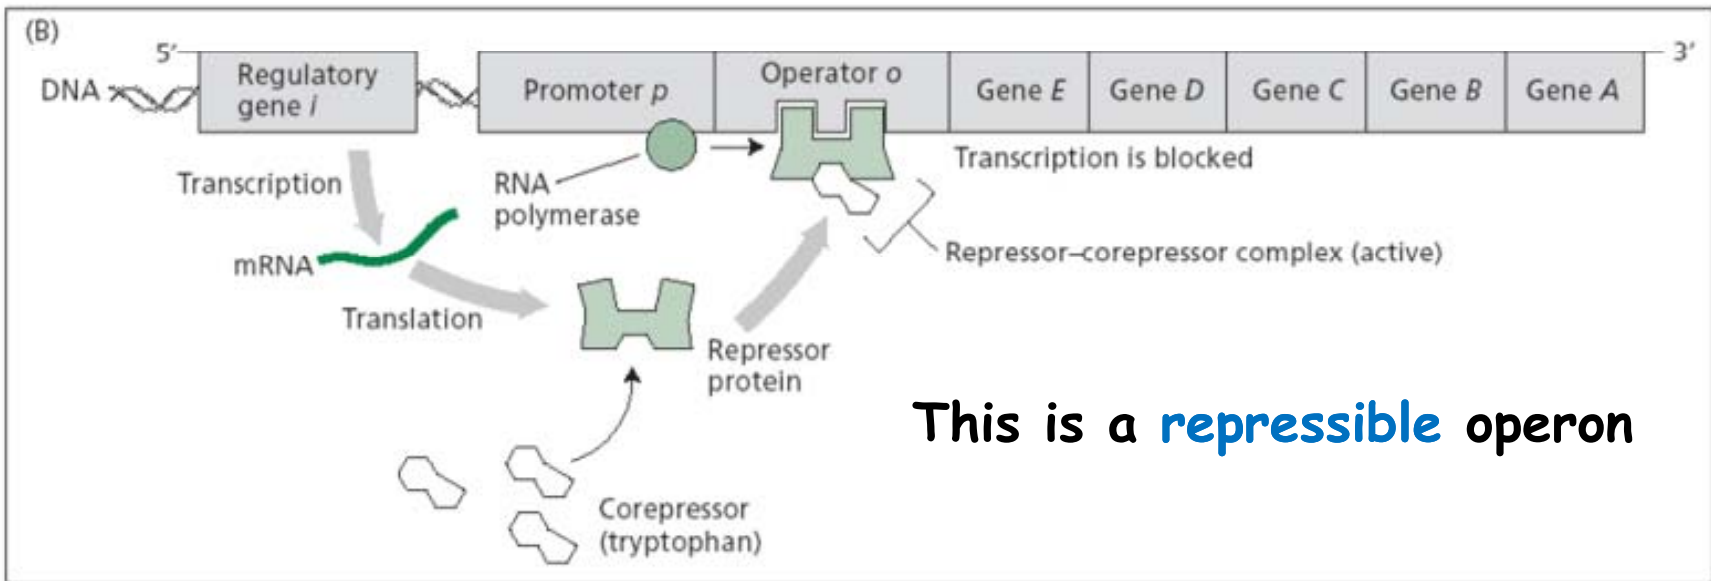 (B)
5′
3′
DNA
Regulatory
gene i
Promoter p
Operator o
Gene E
Gene D
Gene C
Gene B
Gene A
Transcription is blocked
Transcription
RNA
polymerase
mRNA
Repressor–corepressor complex (active)
Translation
Repressor
protein
This is a repressible operon
Corepressor
(tryptophan)